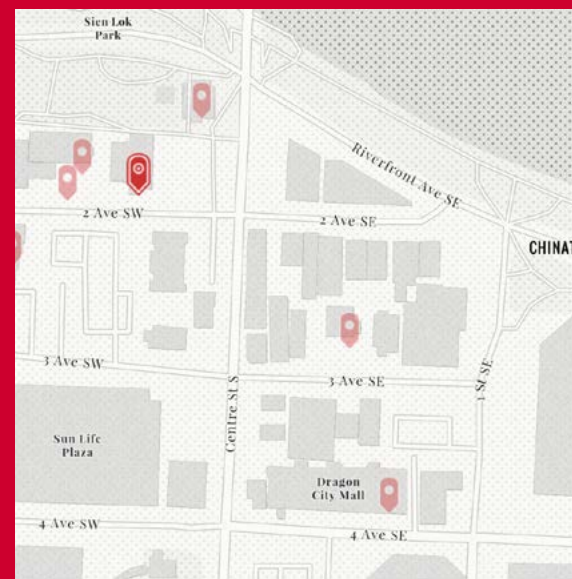 Sien Lok
Park
Riverfront Ave SE
2 Ave SW
2 Ave SE
CHINAT
3 Ave SW
3 Ave SE
1 St SE
Centre St S
Sun Life
Plaza
Dragon
City Mall
4 Ave SW
4 Ave SE